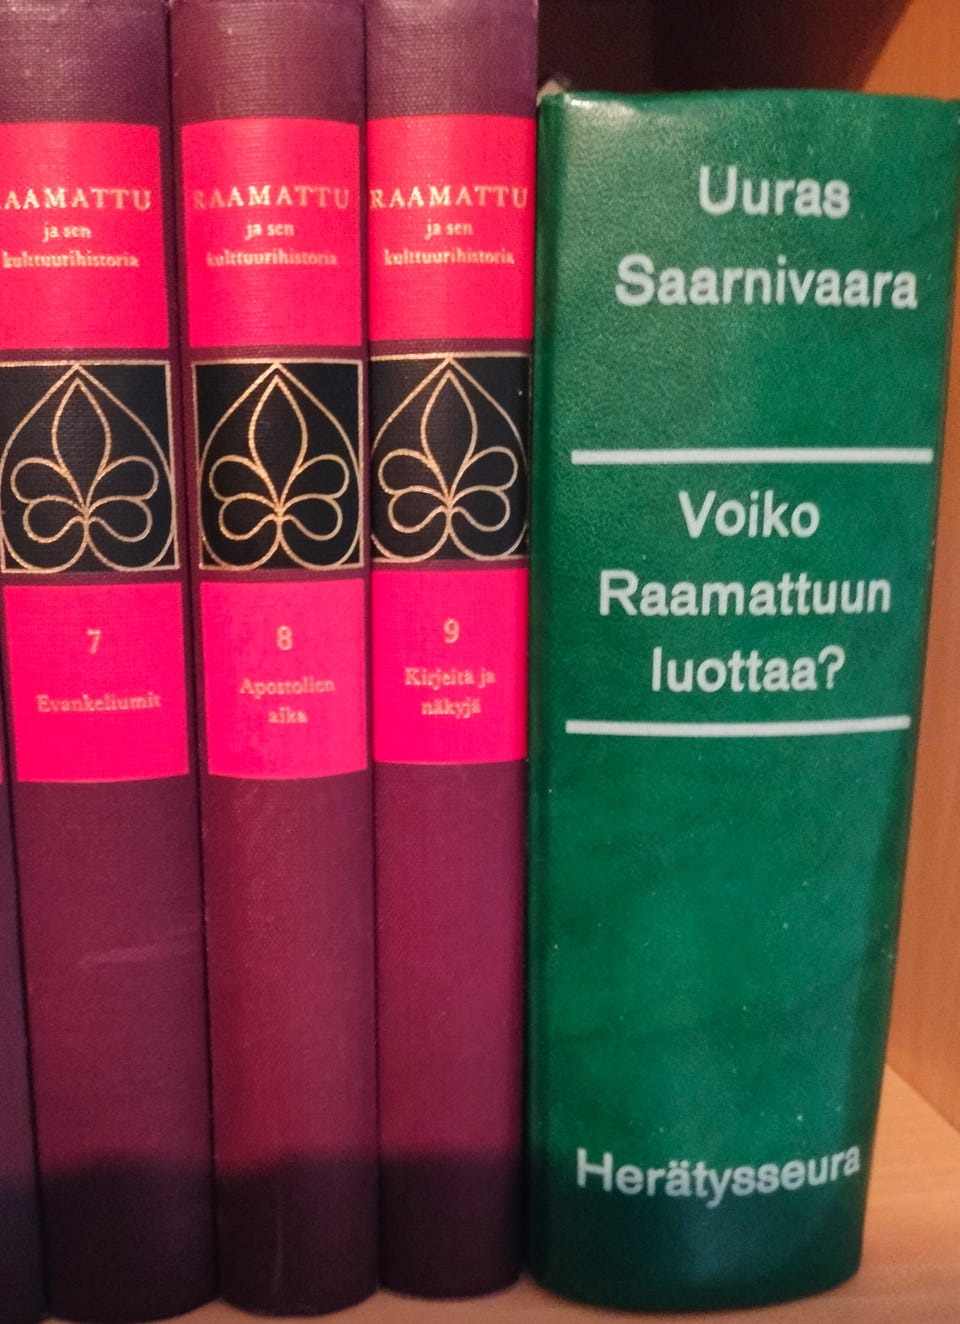 RAAMATTU
ja sen
kulttuurihistoria
7
Evankeliumit
RAAMATTU
ja sen
kulttuurihistoria
8
Apostolien
aika
RAAMATTU
ja sen
kulttuurihistoria
9
Kirjeitä ja
näkyjä
Uuras
Saarnivaara
Voiko
Raamattuun
luottaa?
Herätysseura